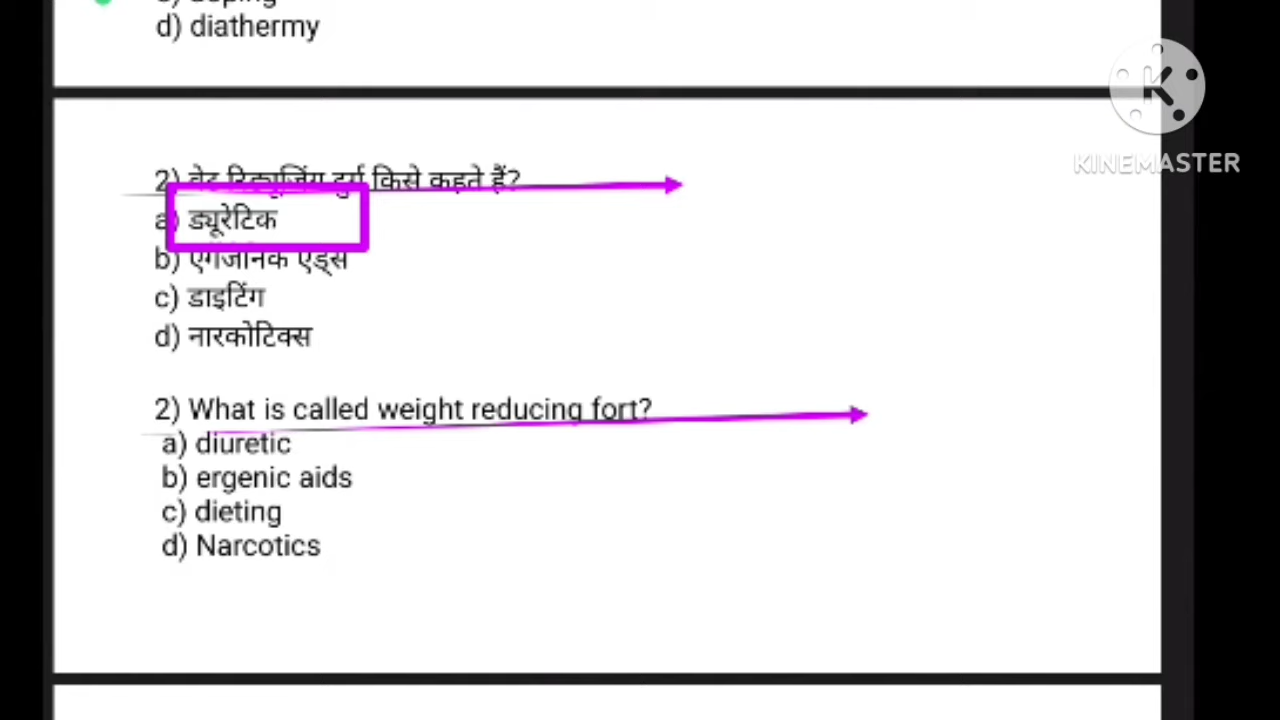 d) diathermy
KINEMASTER
2) वेट रिड्यूजिंग दुर्ग किसे कहते हैं?
a) ड्यूरेटिक
b) एर्गेजेनिक एड्स
c) डाइटिंग
d) नारकोटिक्स
2) What is called weight reducing fort?
a) diuretic
b) ergenic aids
c) dieting
d) Narcotics